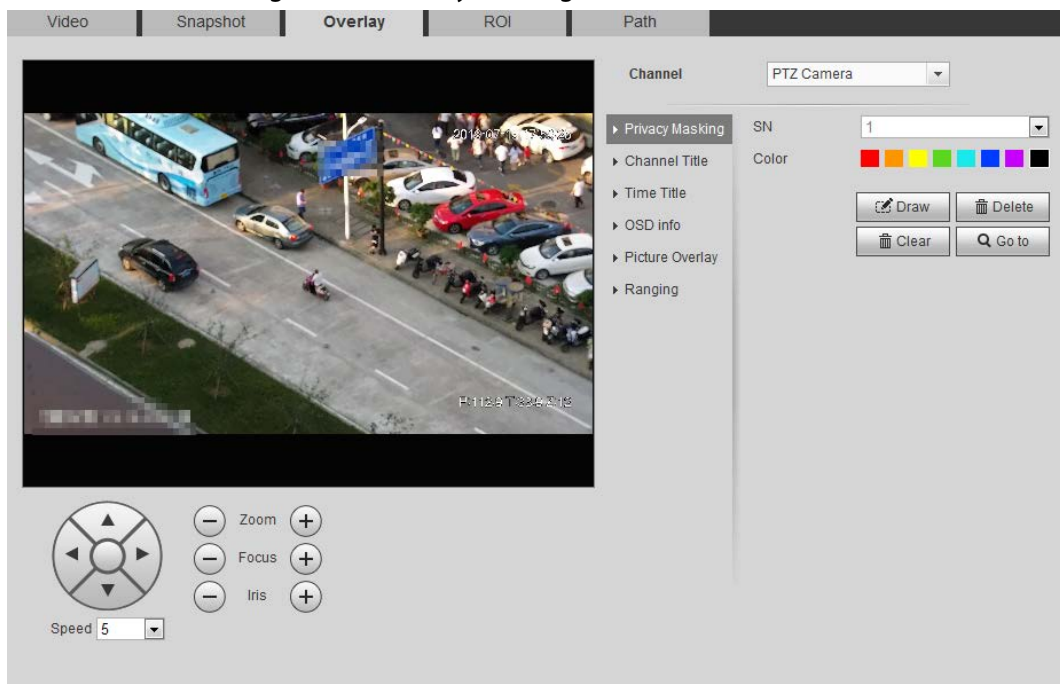 Video Snapshot Overlay ROI Path
Channel PTZ Camera
Privacy Masking
Channel Title
Time Title
OSD info
Picture Overlay
Ranging
SN 1
Color
Draw Delete
Clear Go to
Zoom
Focus
Iris
Speed 5